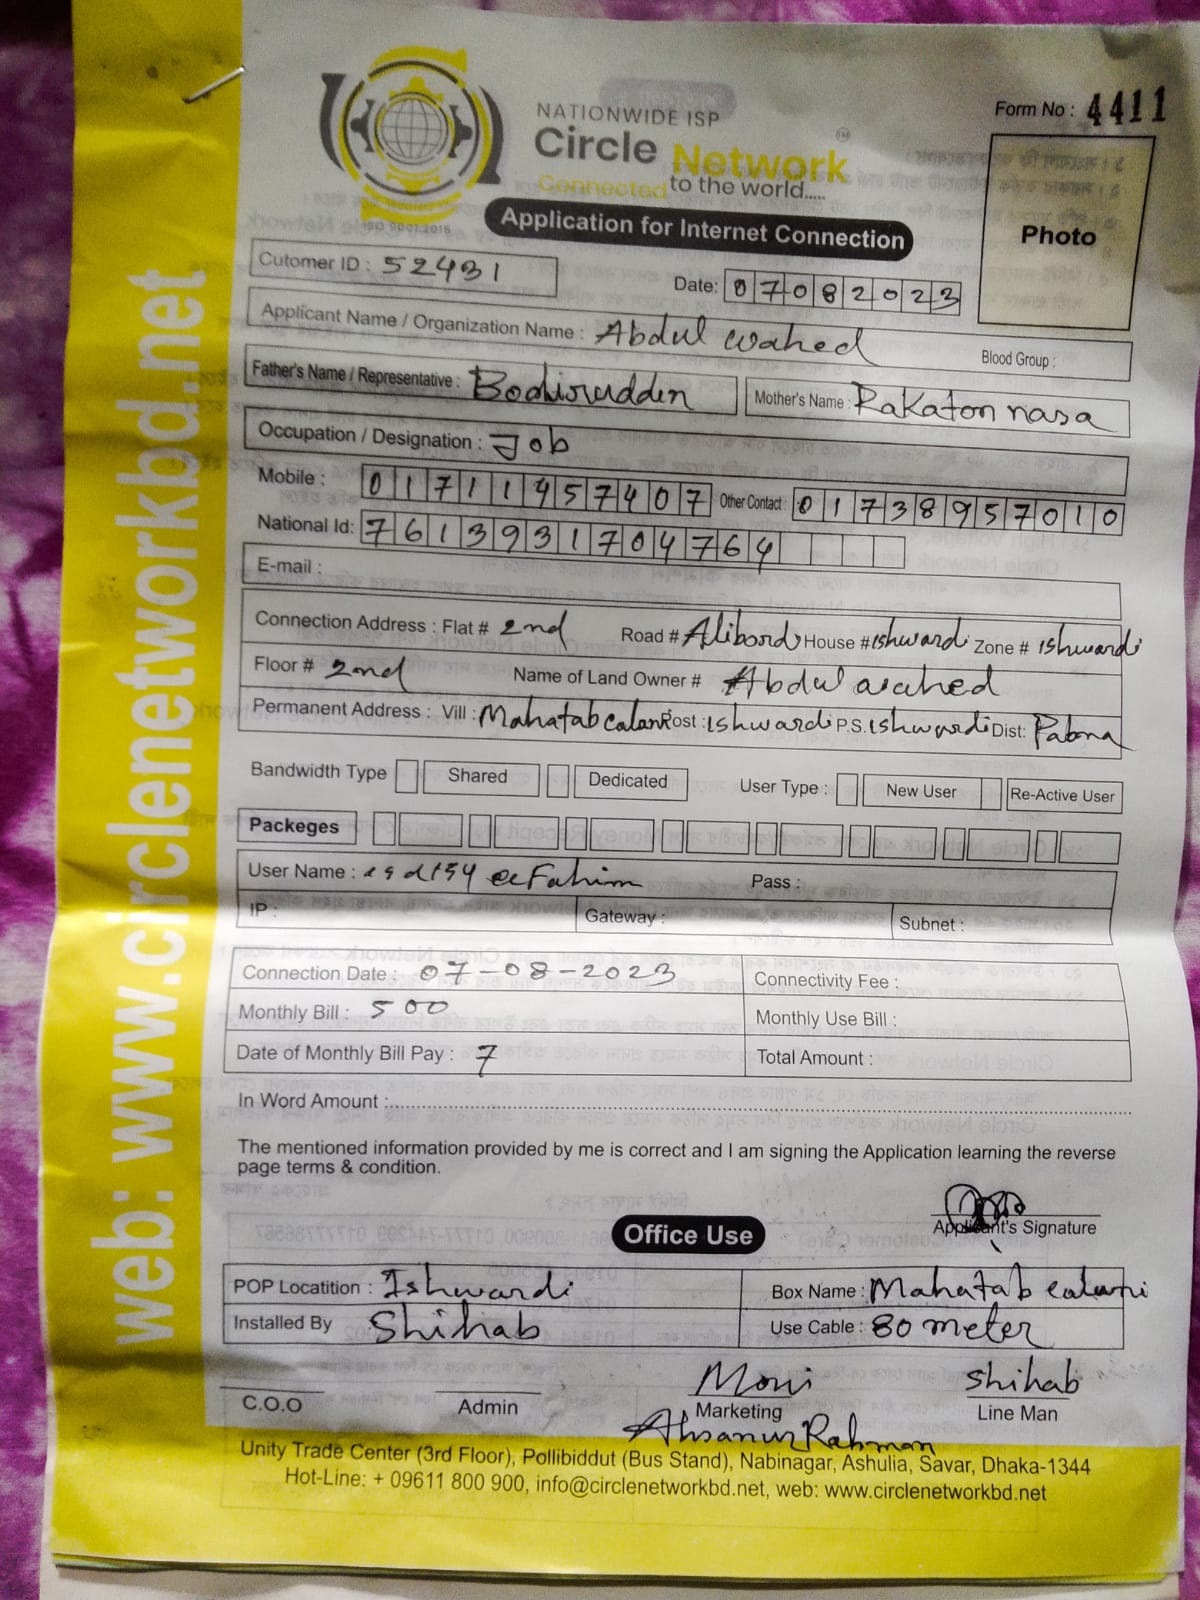 NATIONWIDE ISP
Circle Network
Connected to the world.....
ISO 9001:2015
Form No : 4411
Photo
Application for Internet Connection
Cutomer ID : 52431
Date: 07082023
Applicant Name / Organization Name : Abdul wahed
Blood Group :
Father's Name / Representative : Bodiruddin
Mother's Name : Rakaton nasa
Occupation / Designation : Job
Mobile : 01711457407 Other Contact : 01738957010
National Id: 7613931704764
E-mail :
Connection Address : Flat # 2nd Road # Alibord House # ishwardi Zone # ishwardi
Floor # 2nd Name of Land Owner # Abdul wahed
Permanent Address : Vill : Mahatab calani Post : ishwardi P.S. ishwardi Dist: Pabna
Bandwidth Type Shared Dedicated User Type : New User Re-Active User
Packeges
User Name : Fahim Pass :
IP : Gateway : Subnet :
Connection Date : 07-08-2023 Connectivity Fee :
Monthly Bill : 500 Monthly Use Bill :
Date of Monthly Bill Pay : 7 Total Amount :
In Word Amount :
The mentioned information provided by me is correct and I am signing the Application learning the reverse
page terms & condition.
Applicant's Signature
Office Use
POP Locatition : Ishwardi Box Name : Mahatab calani
Installed By Shihab Use Cable : 80 meter
Moni Shihab
C.O.O Admin Marketing Line Man
Ahsanur Rahman
Unity Trade Center (3rd Floor), Pollibiddut (Bus Stand), Nabinagar, Ashulia, Savar, Dhaka-1344
Hot-Line: + 09611 800 900, info@circlenetworkbd.net, web: www.circlenetworkbd.net
web: www.circlenetworkbd.net